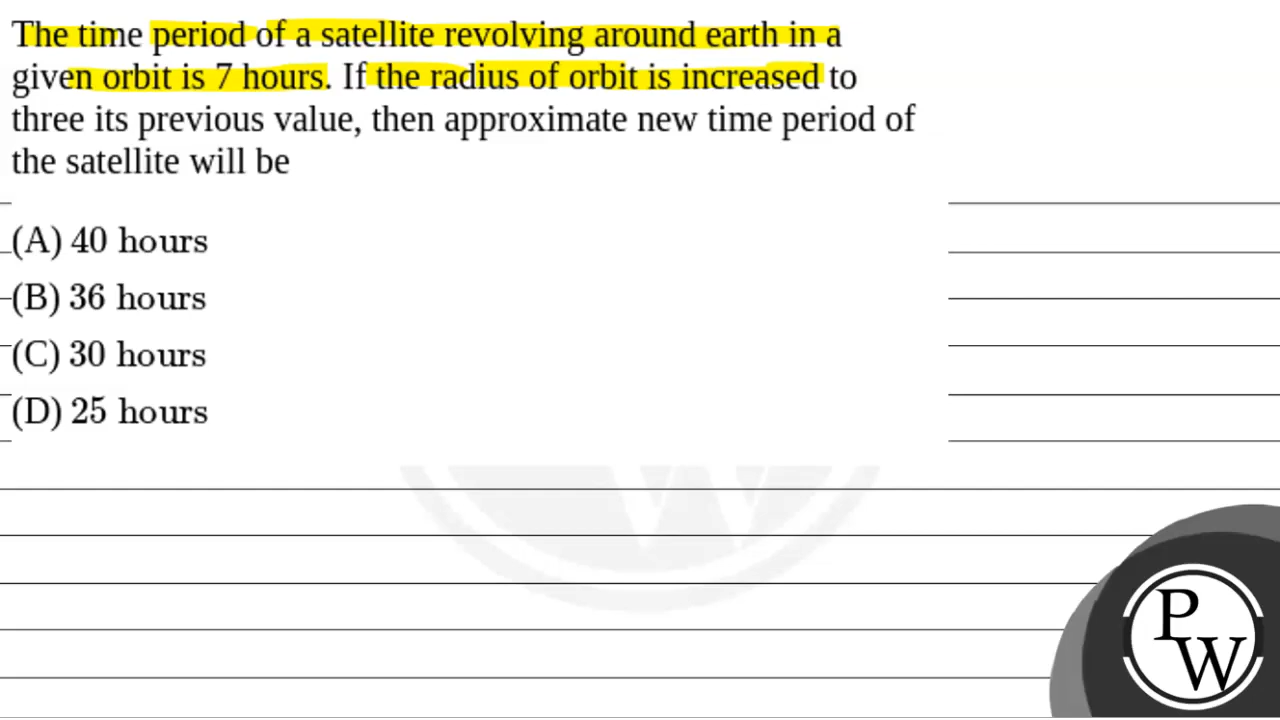 The time period of a satellite revolving around earth in a
given orbit is 7 hours. If the radius of orbit is increased to
three its previous value, then approximate new time period of
the satellite will be
(A) 40 hours
(B) 36 hours
(C) 30 hours
(D) 25 hours
W
P
W